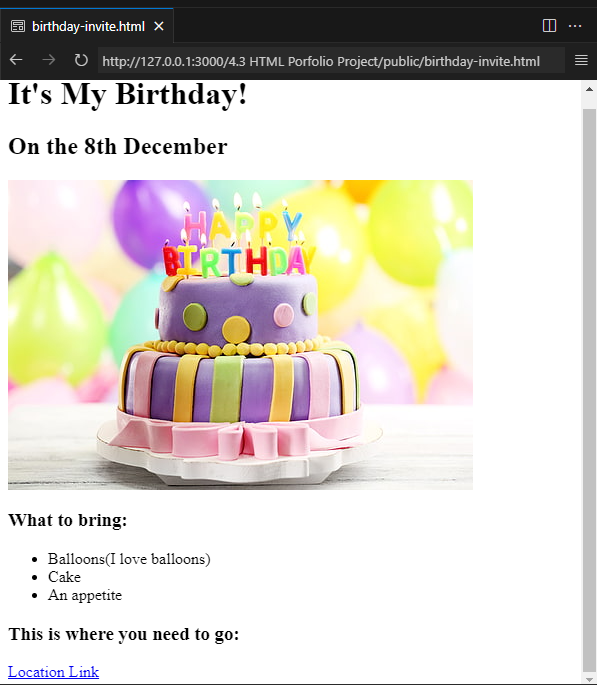 birthday-invite.html
http://127.0.0.1:3000/4.3 HTML Porfolio Project/public/birthday-invite.html
It's My Birthday!
On the 8th December
HAPPY
BIRTHDAY
What to bring:
Balloons(I love balloons)
Cake
An appetite
This is where you need to go:
Location Link